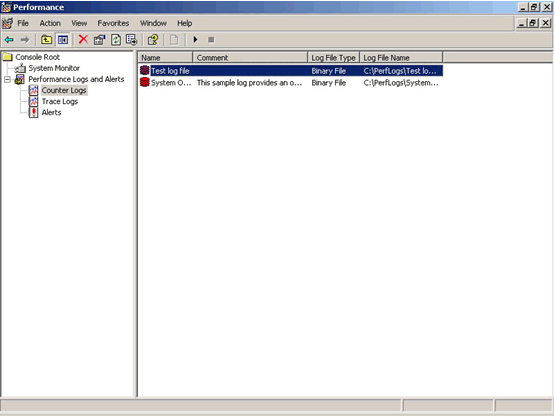 Performance
File Action View Favorites Window Help
Console Root
System Monitor
Performance Logs and Alerts
Counter Logs
Trace Logs
Alerts
Name Comment Log File Type Log File Name
Test log file Binary File C:\PerfLogs\Test lo...
System O... This sample log provides an o... Binary File C:\PerfLogs\System...